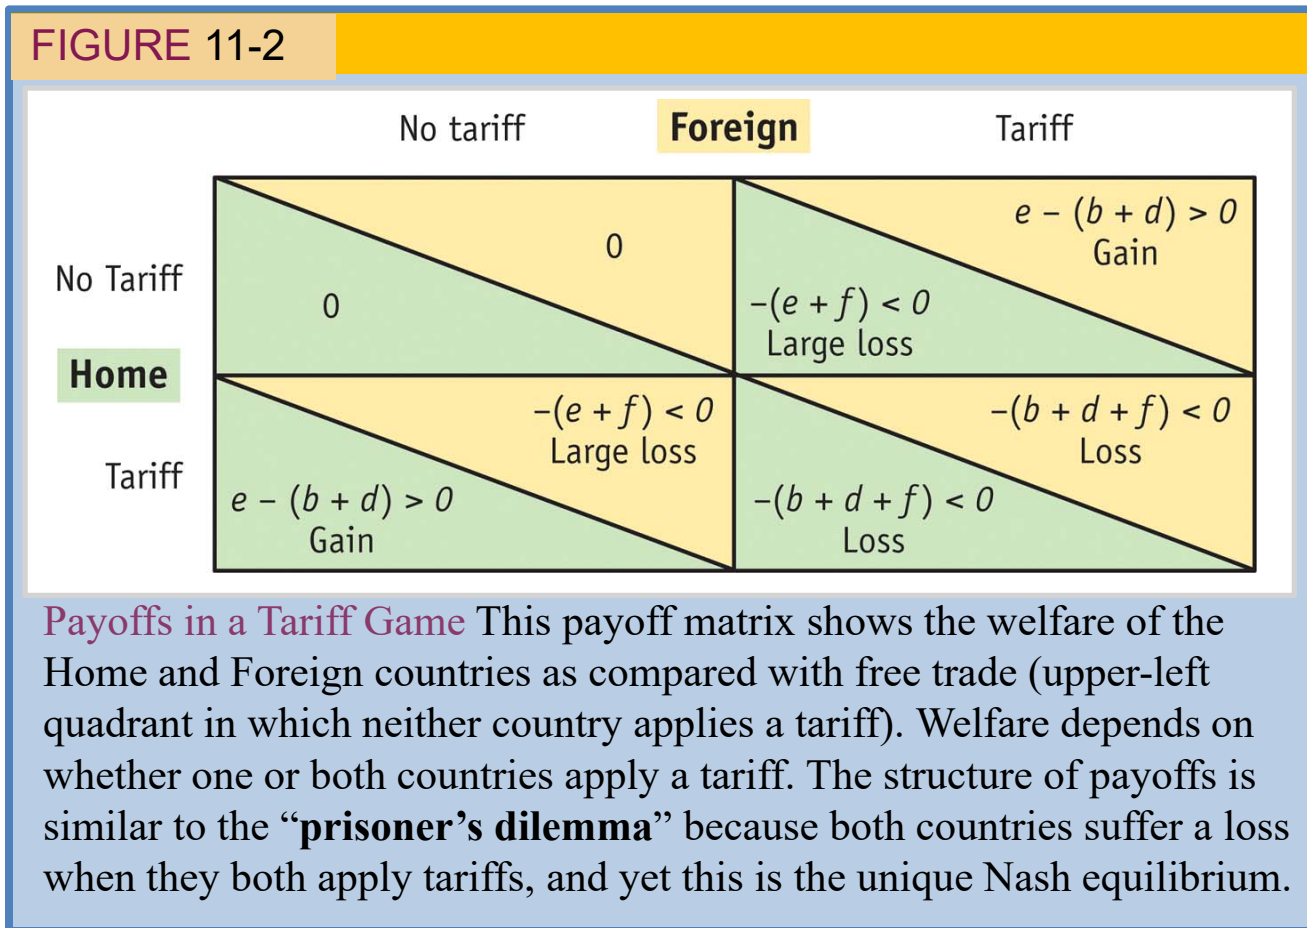 FIGURE 11-2
No tariff Foreign Tariff
e – (b + d) > 0
Gain
0
No Tariff
0
–(e + f) < 0
Large loss
Home
–(e + f) < 0
Large loss
–(b + d + f) < 0
Loss
Tariff
e – (b + d) > 0
Gain
–(b + d + f) < 0
Loss
Payoffs in a Tariff Game This payoff matrix shows the welfare of the
Home and Foreign countries as compared with free trade (upper-left
quadrant in which neither country applies a tariff). Welfare depends on
whether one or both countries apply a tariff. The structure of payoffs is
similar to the “prisoner’s dilemma” because both countries suffer a loss
when they both apply tariffs, and yet this is the unique Nash equilibrium.